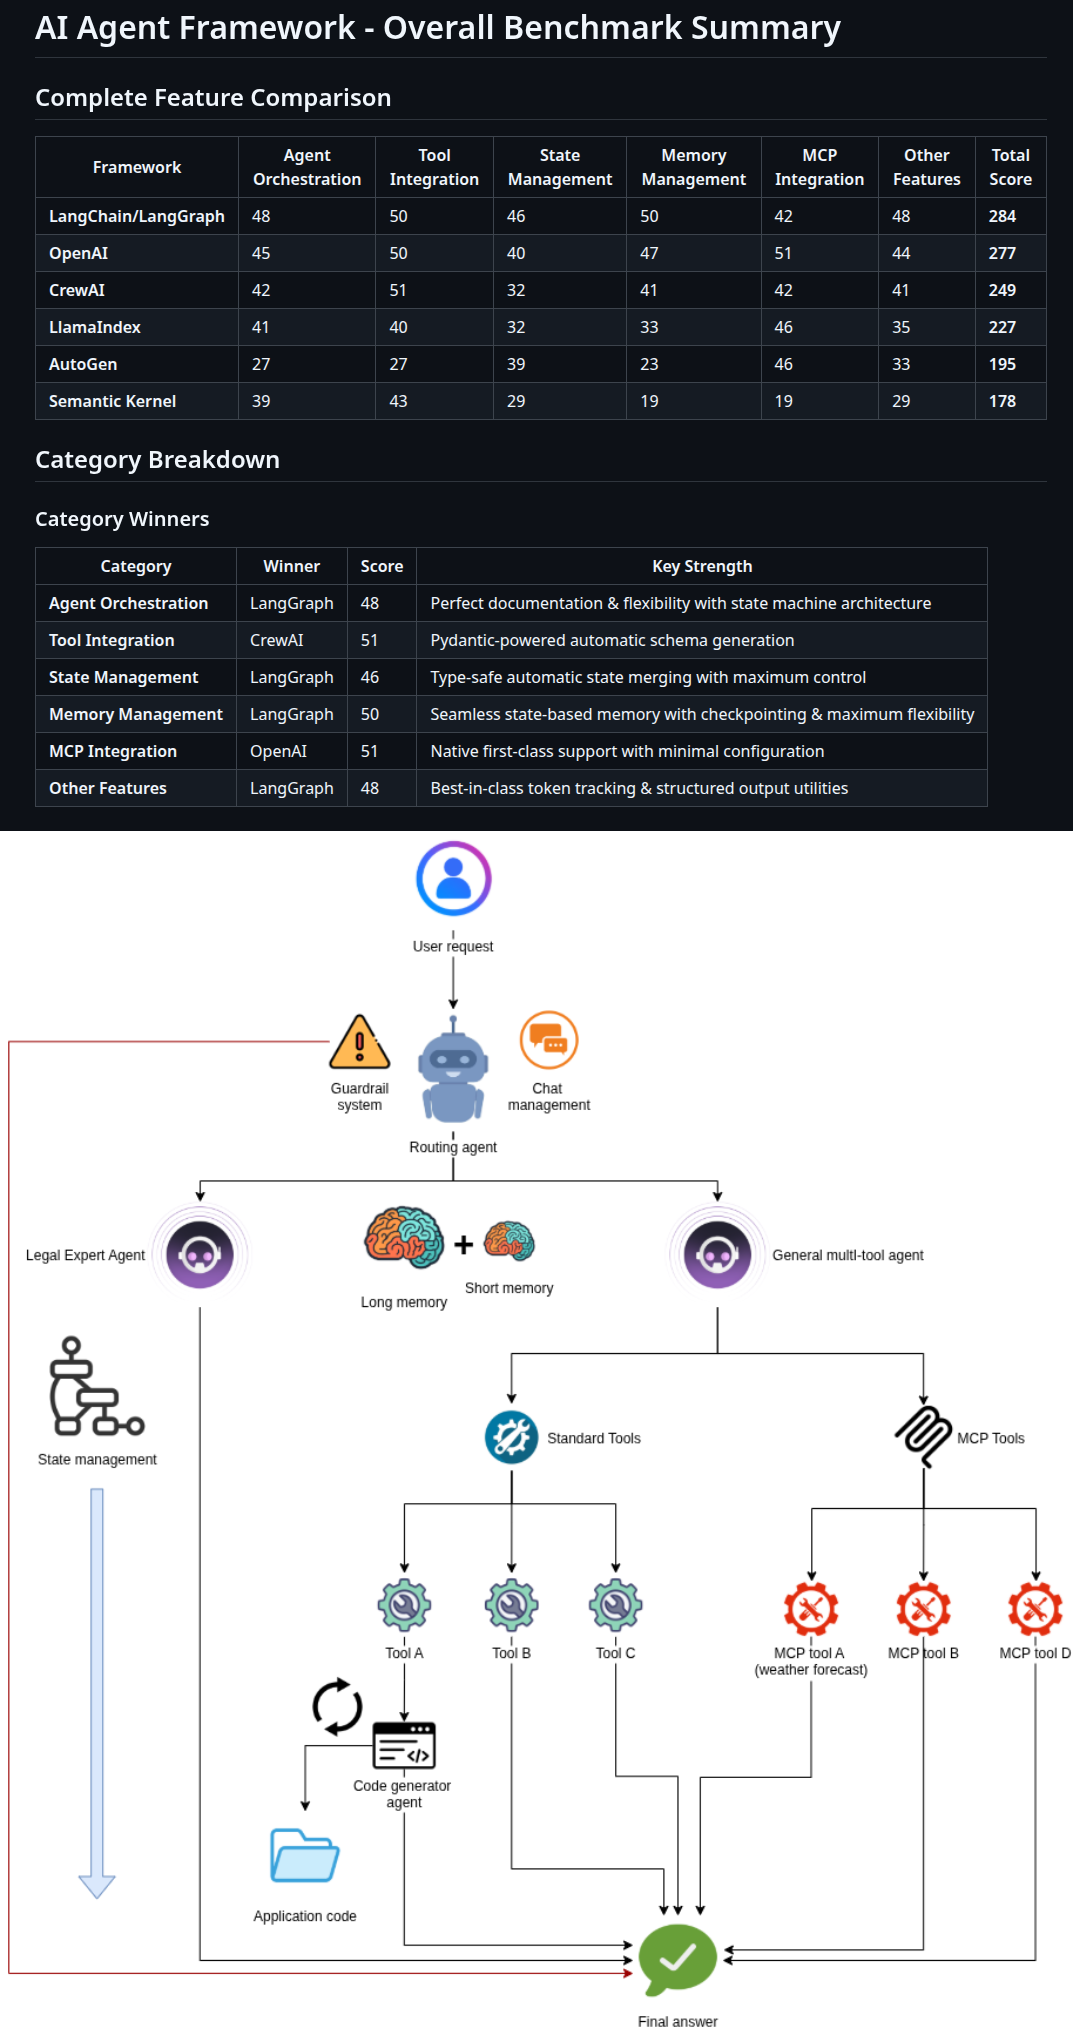 AI Agent Framework - Overall Benchmark Summary
Complete Feature Comparison
Framework Agent Orchestration Tool Integration State Management Memory Management MCP Integration Other Features Total Score
LangChain/LangGraph 48 50 46 50 42 48 284
OpenAI 45 50 40 47 51 44 277
CrewAI 42 51 32 41 42 41 249
LlamaIndex 41 40 32 33 46 35 227
AutoGen 27 27 39 23 46 33 195
Semantic Kernel 39 43 29 19 19 29 178
Category Breakdown
Category Winners
Category Winner Score Key Strength
Agent Orchestration LangGraph 48 Perfect documentation & flexibility with state machine architecture
Tool Integration CrewAI 51 Pydantic-powered automatic schema generation
State Management LangGraph 46 Type-safe automatic state merging with maximum control
Memory Management LangGraph 50 Seamless state-based memory with checkpointing & maximum flexibility
MCP Integration OpenAI 51 Native first-class support with minimal configuration
Other Features LangGraph 48 Best-in-class token tracking & structured output utilities
User request
Guardrail
system
Chat
management
Routing agent
Legal Expert Agent
Long memory
+
Short memory
General multI-tool agent
State management
Standard Tools
MCP Tools
Tool A
Tool B
Tool C
MCP tool A
(weather forecast)
MCP tool B
MCP tool D
Code generator
agent
Application code
Final answer